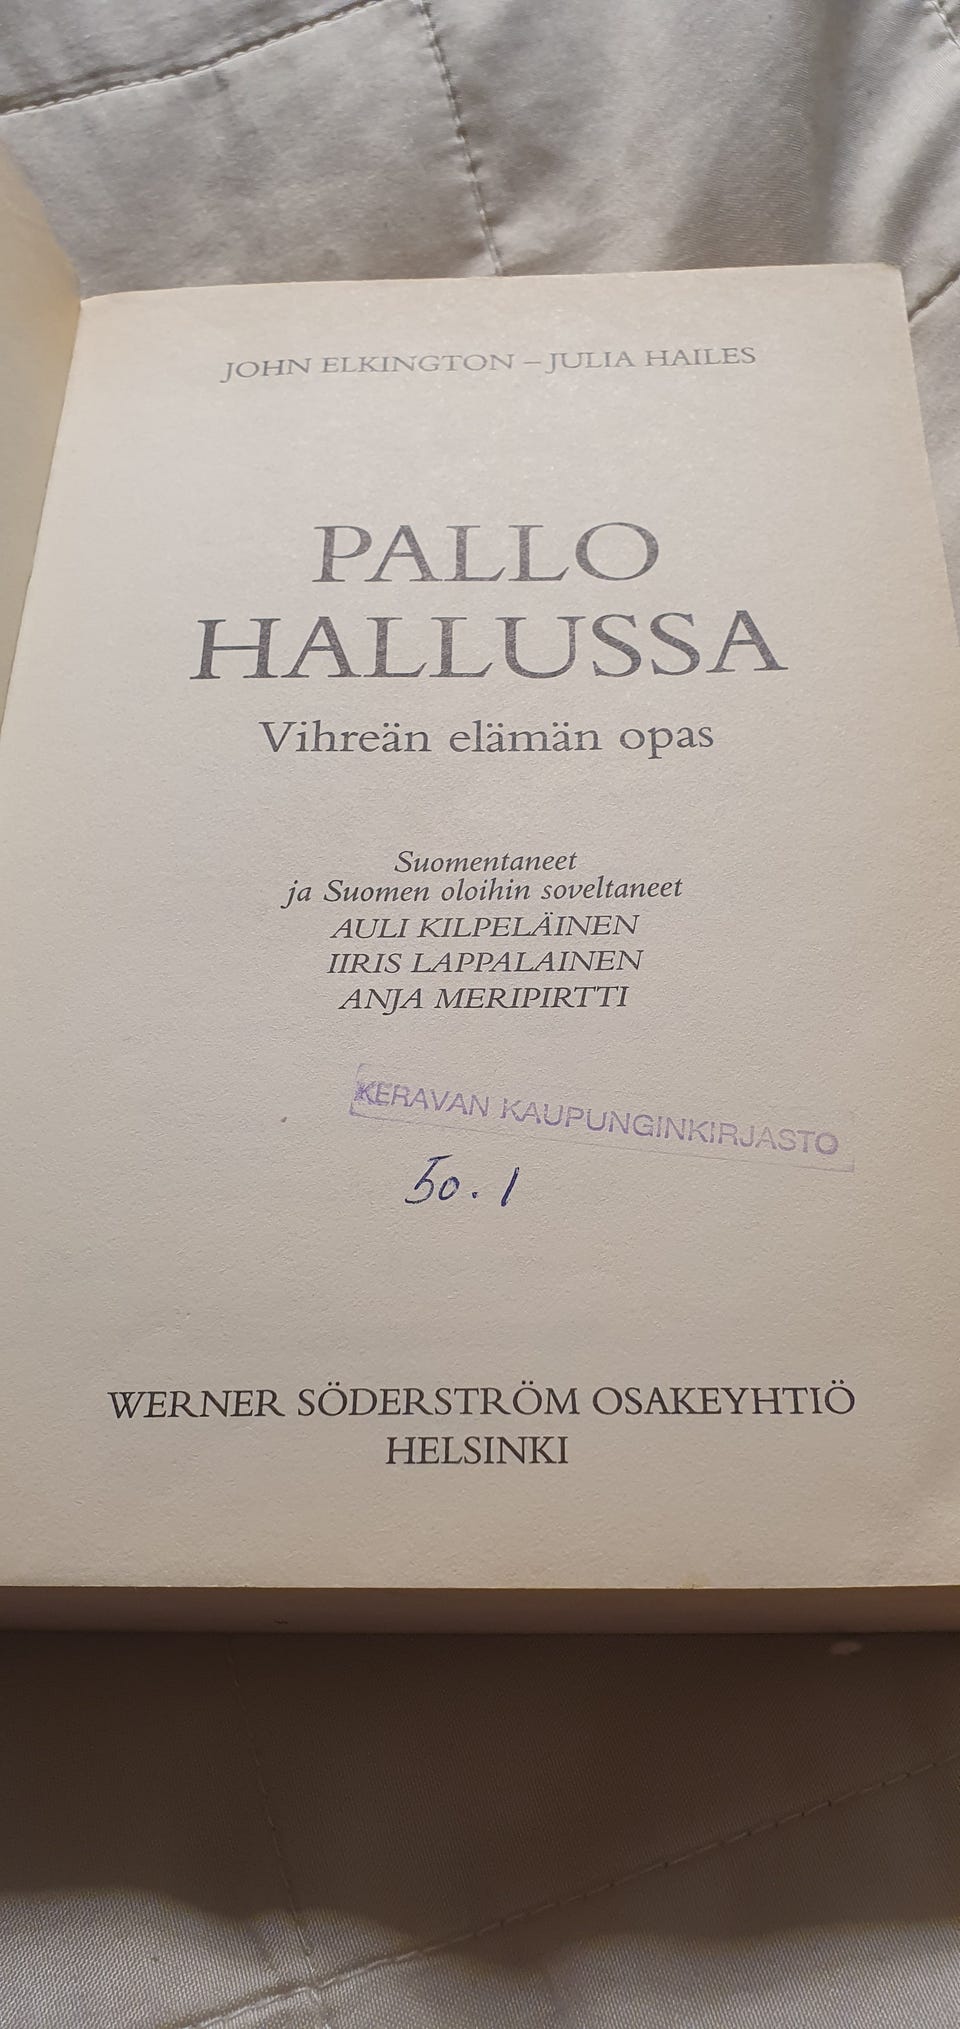 JOHN ELKINGTON – JULIA HAILES
PALLO
HALLUSSA
Vihreän elämän opas
Suomentaneet
ja Suomen oloihin soveltaneet
AULI KILPELÄINEN
IIRIS LAPPALAINEN
ANJA MERIPIRTTI
KERAVAN KAUPUNGINKIRJASTO
50.1
WERNER SÖDERSTRÖM OSAKEYHTIÖ
HELSINKI